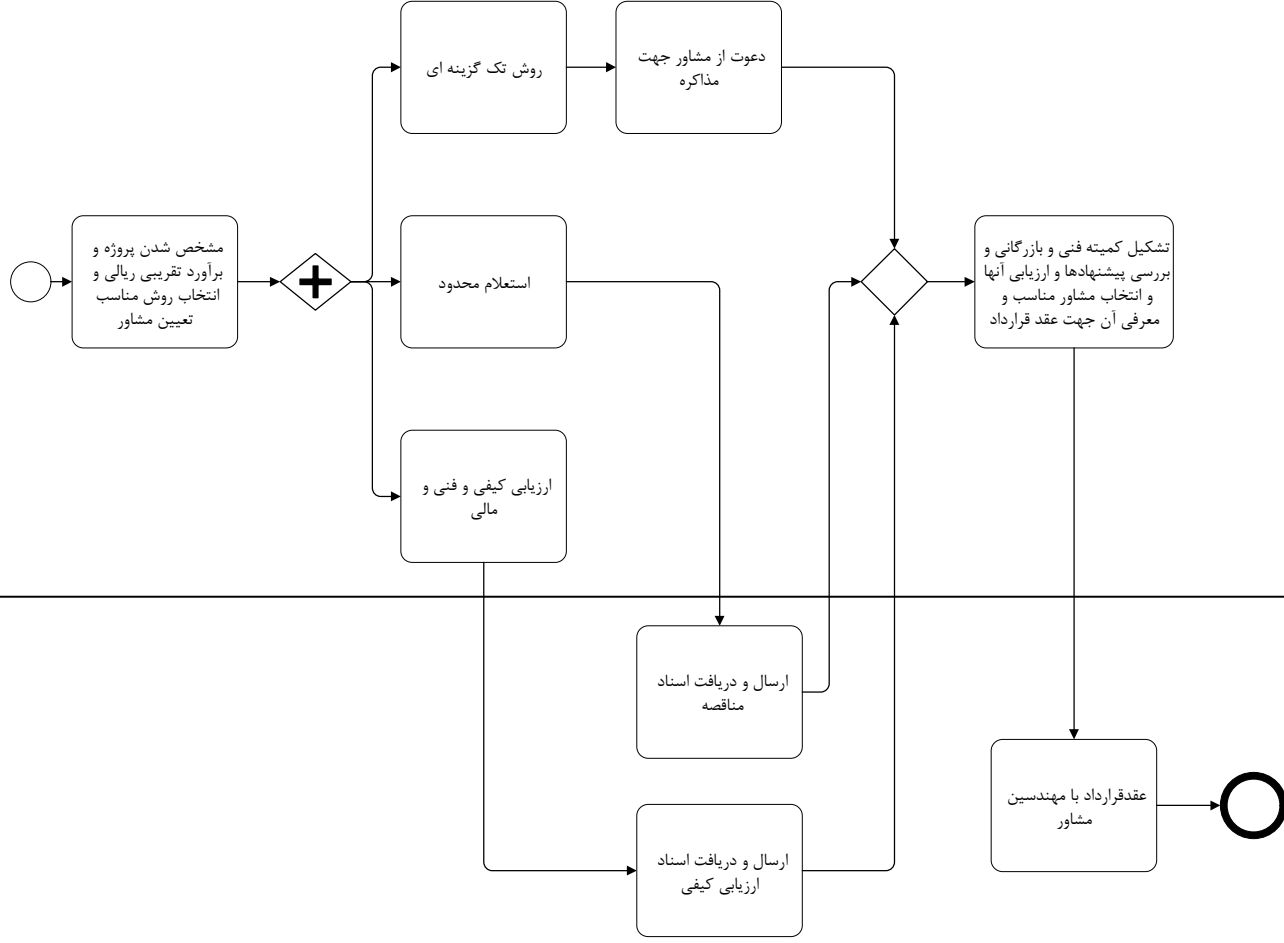 روش تک گزینه ای
دعوت از مشاور جهت
مذاکره
مشخص شدن پروژه و
برآورد تقریبی ریالی و
انتخاب روش مناسب
تعیین مشاور
استعلام محدود
تشکیل کمیته فنی و بازرگانی و
بررسی پیشنهادها و ارزیابی آنها
و انتخاب مشاور مناسب و
معرفی آن جهت عقد قرارداد
ارزیابی کیفی و فنی و
مالی
ارسال و دریافت اسناد
مناقصه
عقدقرارداد با مهندسین
مشاور
ارسال و دریافت اسناد
ارزیابی کیفی